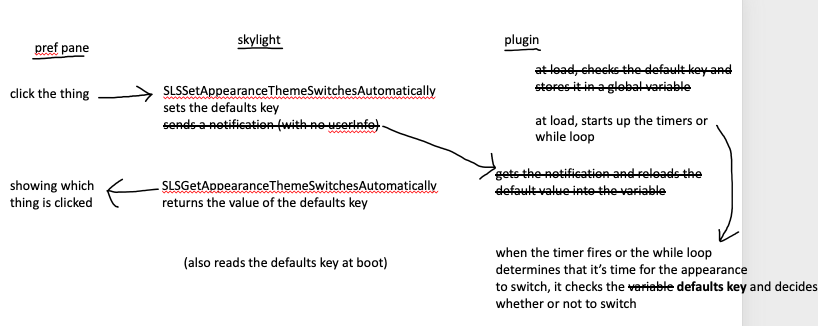 pref pane
click the thing
showing which
thing is clicked
skylight
SLSSetAppearanceThemeSwitchesAutomatically
sets the defaults key
sends a notification (with no userInfo)
SLSGetAppearanceThemeSwitchesAutomatically
returns the value of the defaults key
(also reads the defaults key at boot)
plugin
at load, checks the default key and
stores it in a global variable
at load, starts up the timers or
while loop
gets the notification and reloads the
default value into the variable
when the timer fires or the while loop
determines that it's time for the appearance
to switch, it checks the variable defaults key and decides
whether or not to switch